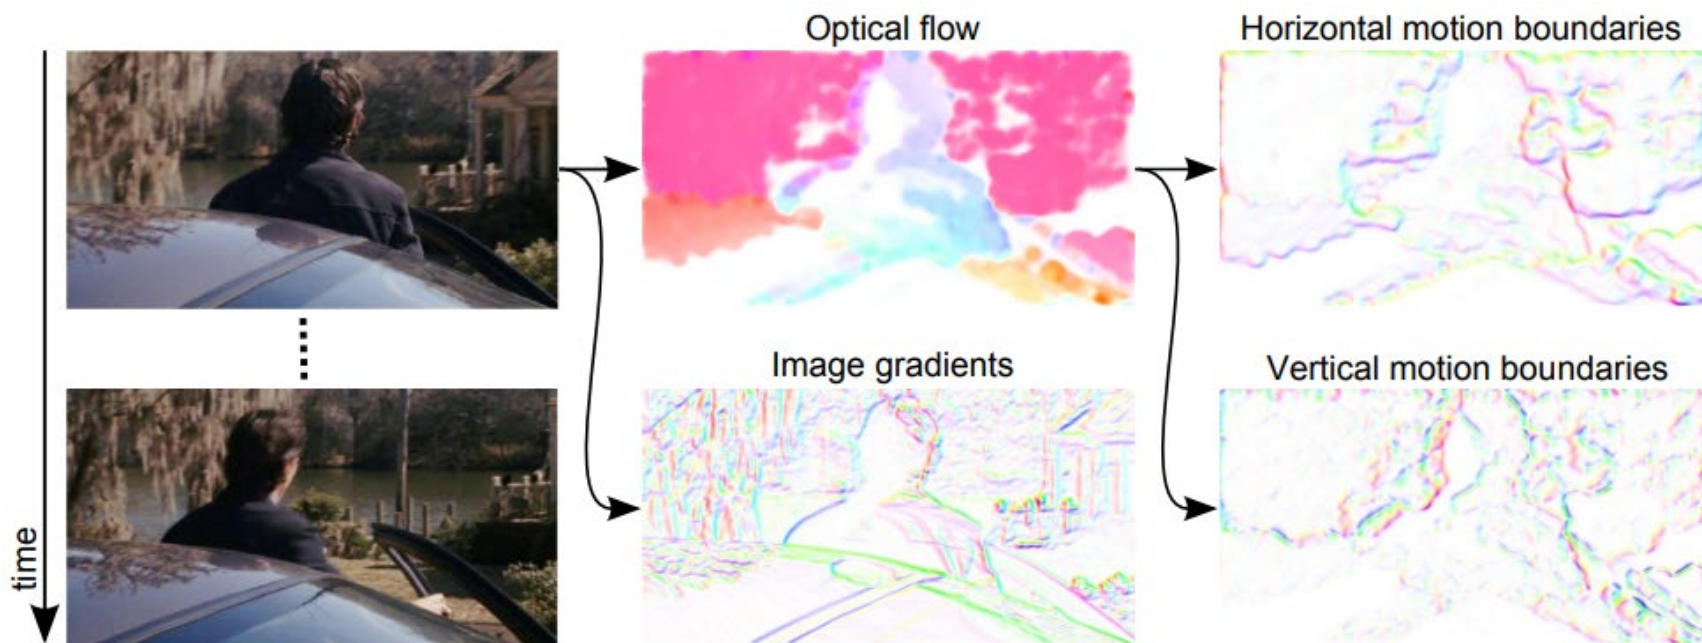 Optical flow
Horizontal motion boundaries
Image gradients
Vertical motion boundaries
time